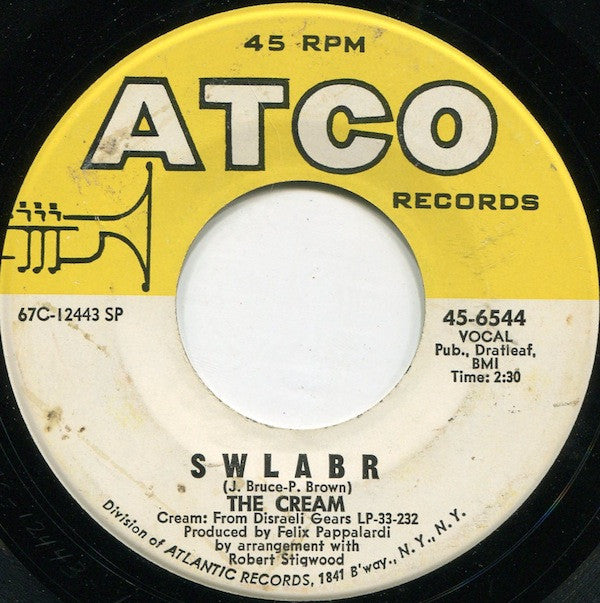 45 RPM
ATCO
RECORDS
67C-12443 SP
45-6544
VOCAL
Pub., Dratleaf,
BMI
Time: 2:30
SWLABR
(J. Bruce-P. Brown)
THE CREAM
Cream: From Disraeli Gears LP-33-232
Produced by Felix Pappalardi
by arrangement with
Robert Stigwood
Division of ATLANTIC RECORDS, 1841 B'way., N.Y., N.Y.